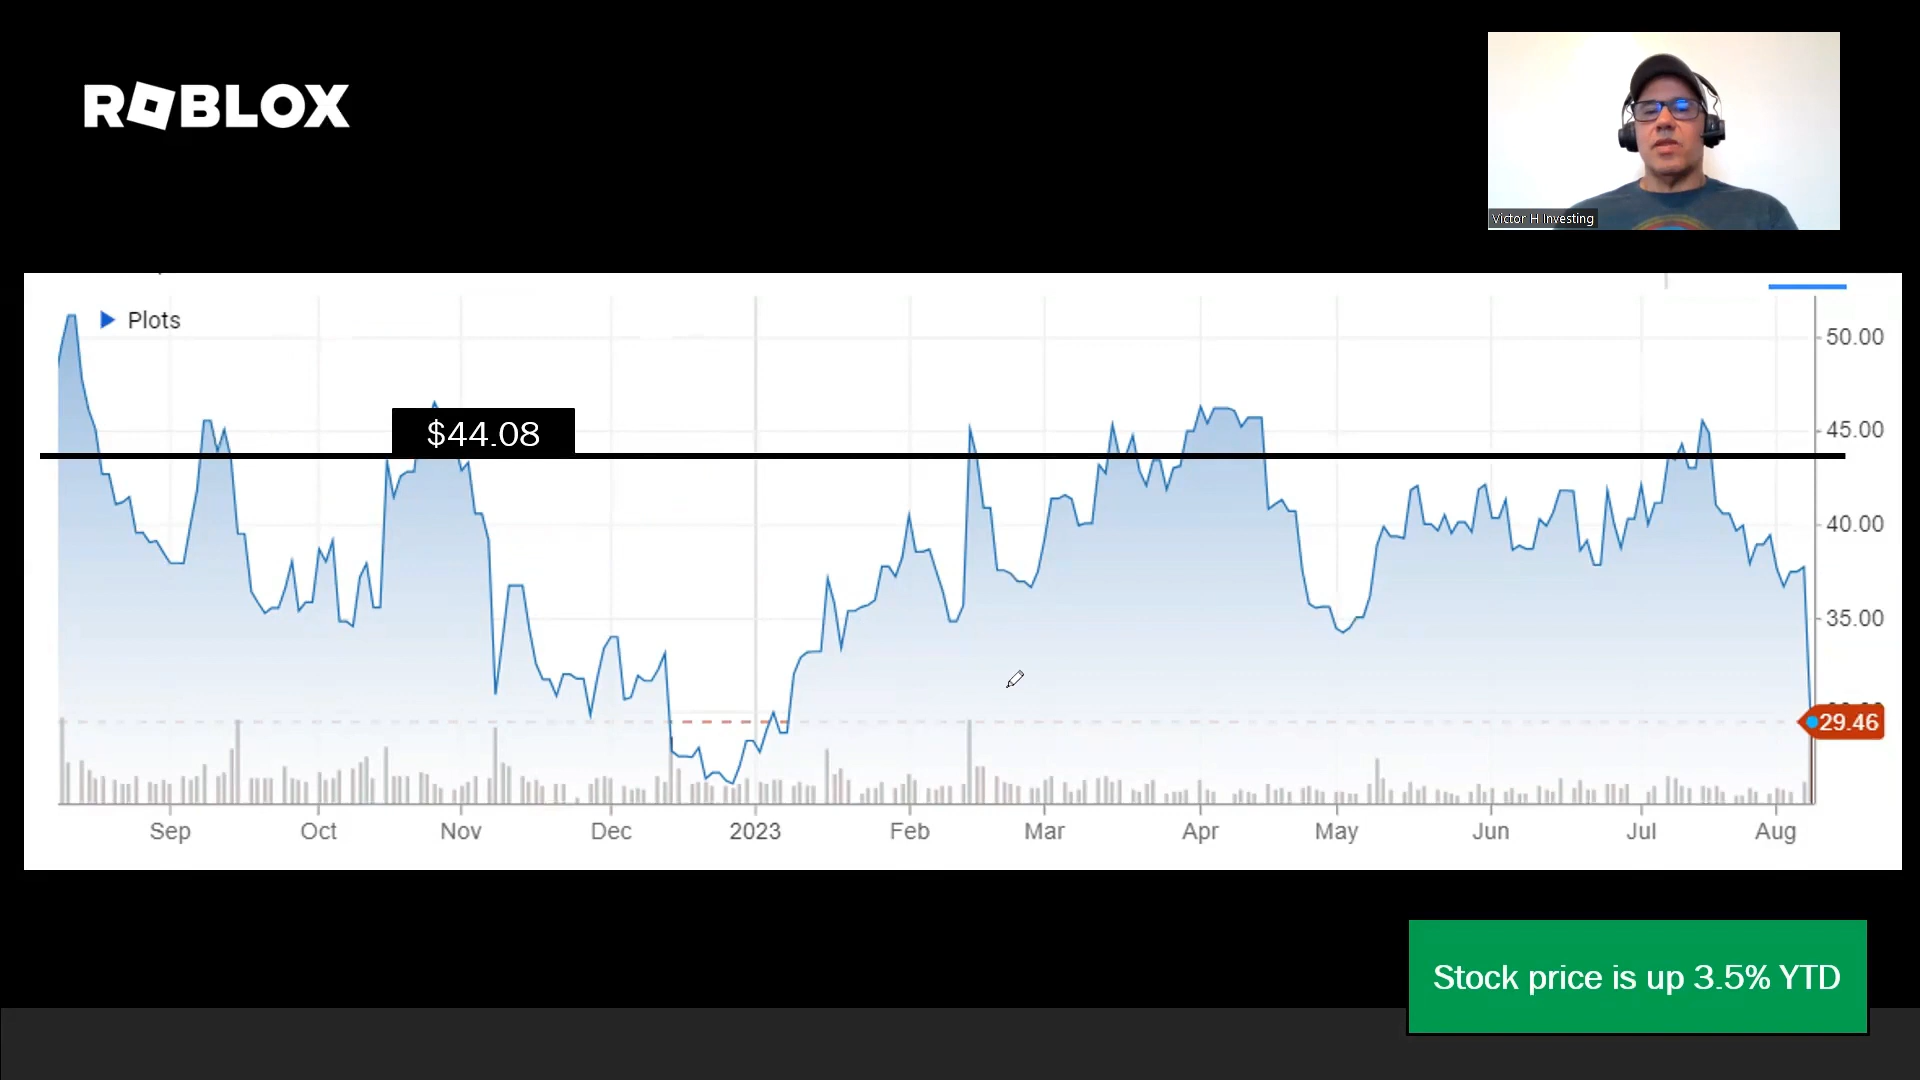 ROBLOX
Victor H Investing
Plots
50.00
$44.08
45.00
40.00
35.00
29.46
Sep Oct Nov Dec 2023 Feb Mar Apr May Jun Jul Aug
Stock price is up 3.5% YTD